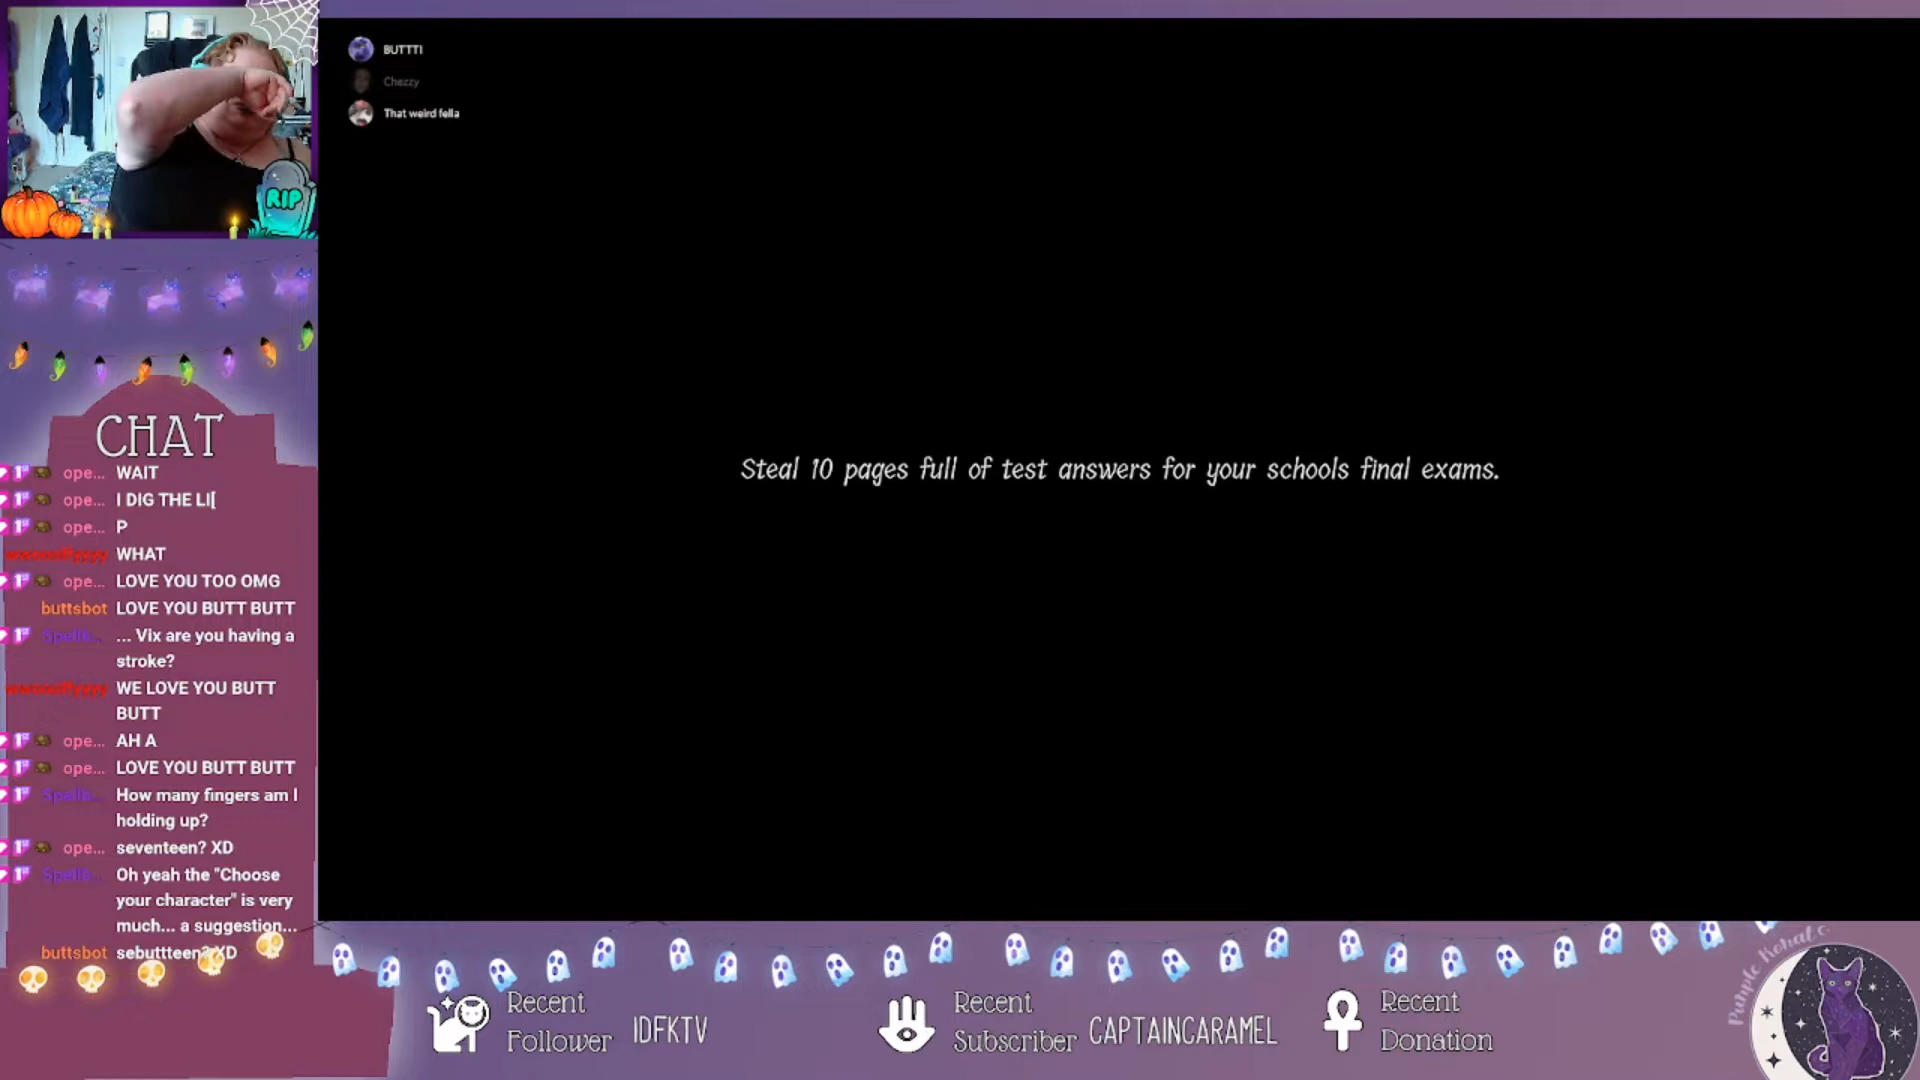 BUTTTI
Chezzy
That weird fella
RIP
Steal 10 pages full of test answers for your schools final exams.
CHAT
ope... WAIT
ope... I DIG THE LI[
ope... P
WHAT
ope... LOVE YOU TOO OMG
buttsbot LOVE YOU BUTT BUTT
... Vix are you having a
stroke?
WE LOVE YOU BUTT
BUTT
ope... AH A
ope... LOVE YOU BUTT BUTT
How many fingers am I
holding up?
ope... seventeen? XD
Oh yeah the "Choose
your character" is very
much... a suggestion...
buttsbot sebuttteen? XD
Recent
Follower IDFKTV
Recent
Subscriber CAPTAINCARAMEL
Recent
Donation
Purple